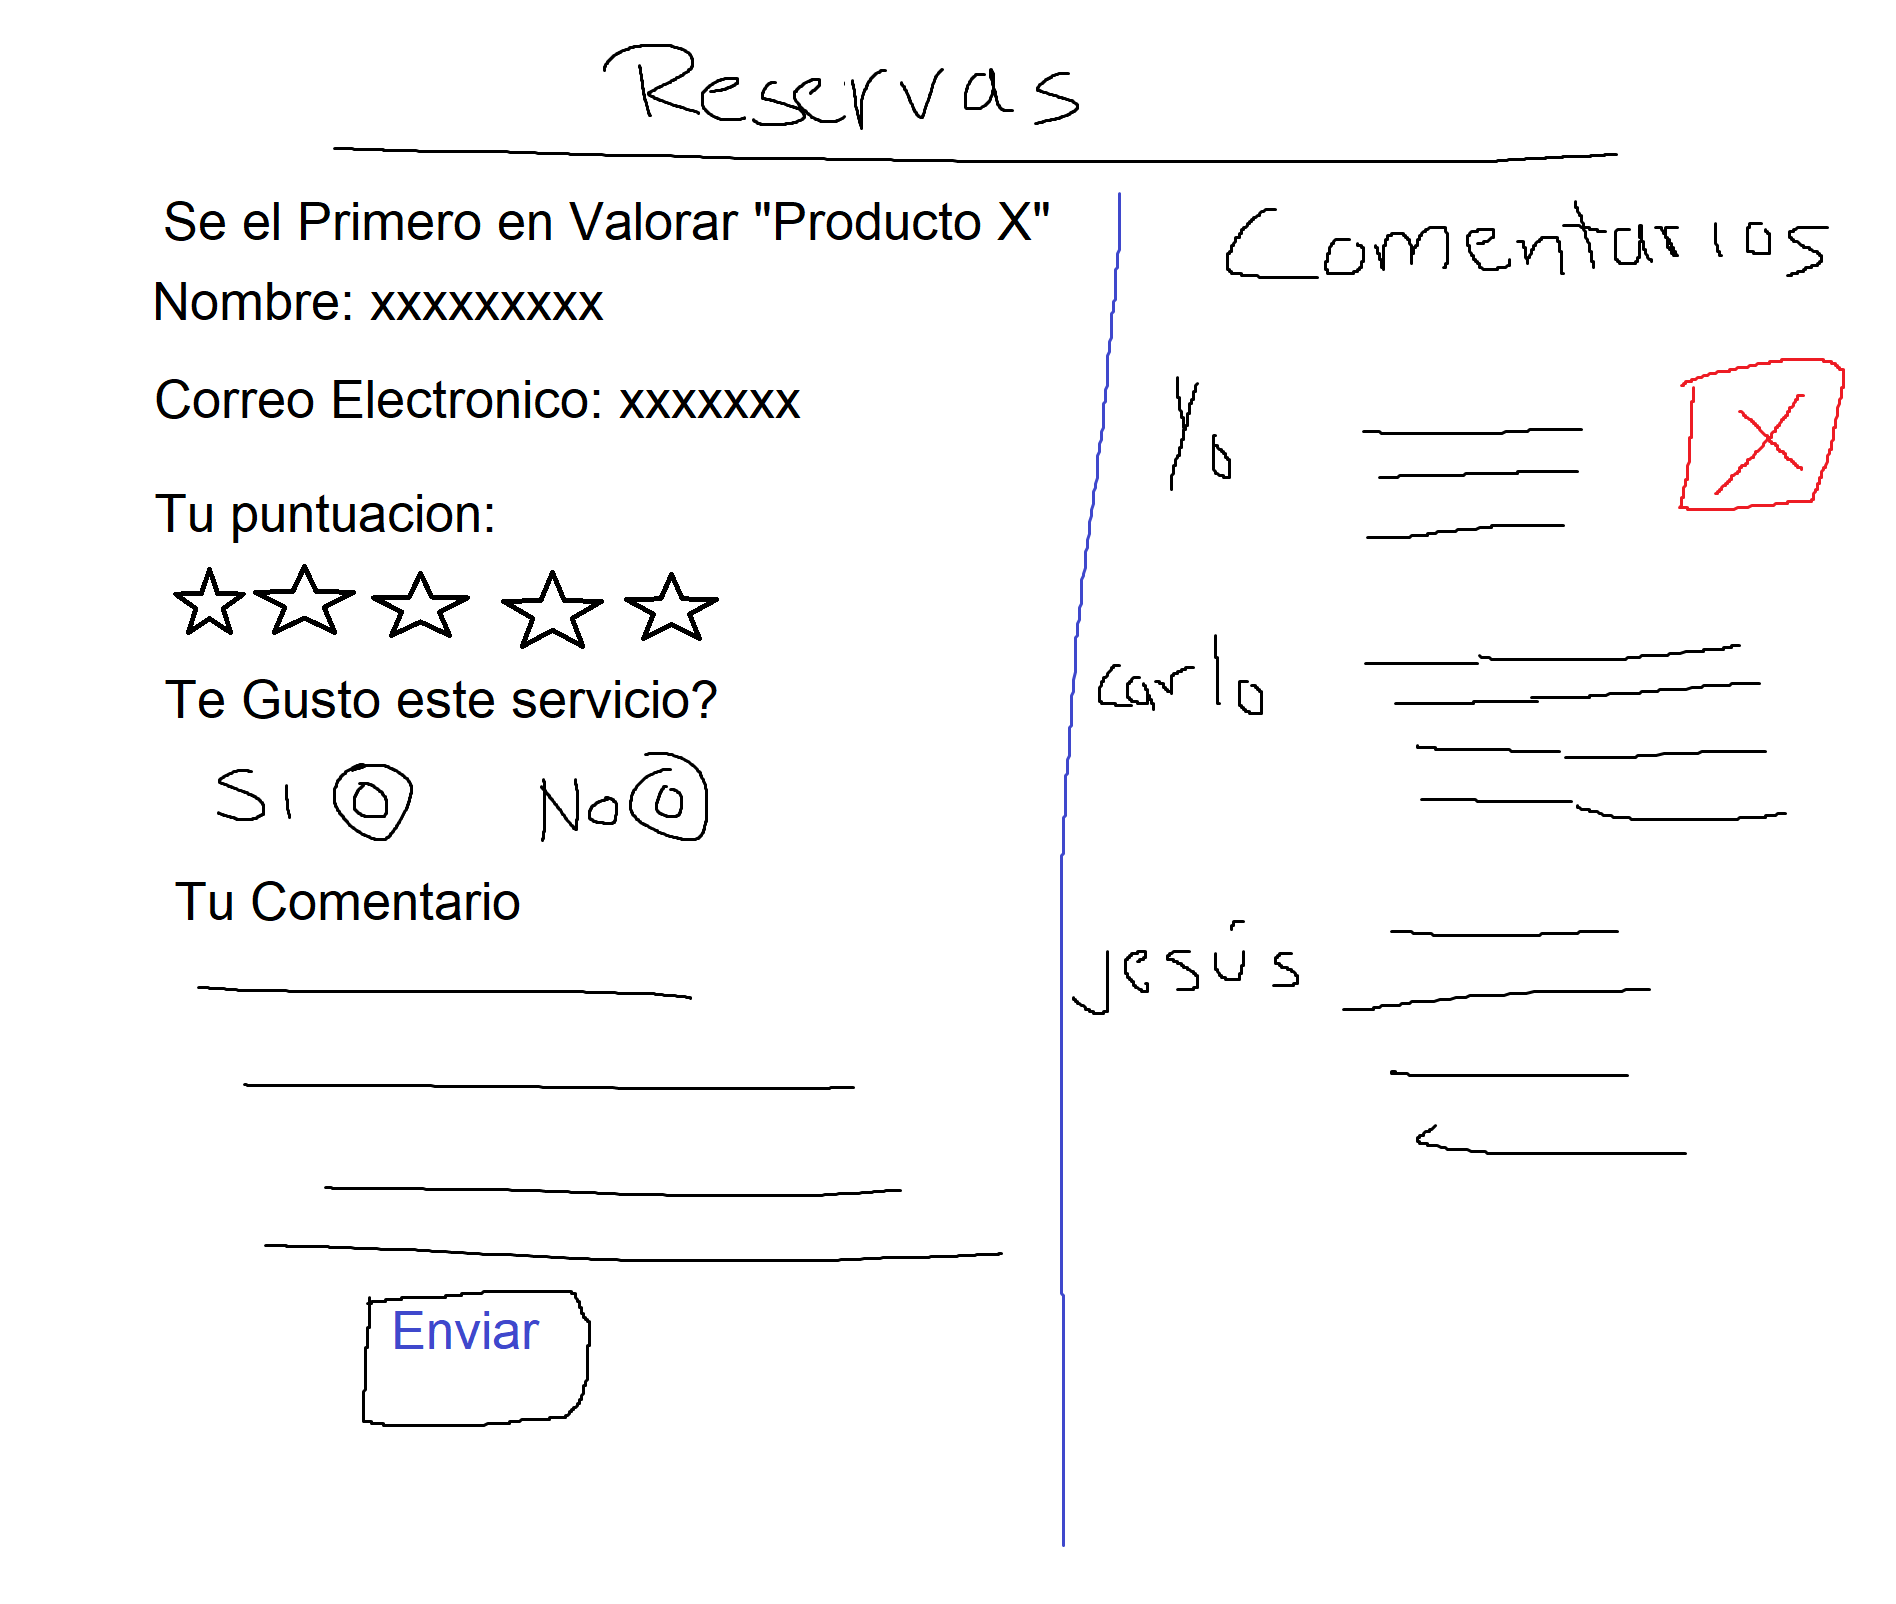 Reservas
Se el Primero en Valorar "Producto X"
Nombre: xxxxxxxxx
Correo Electronico: xxxxxxx
Tu puntuacion:
Te Gusto este servicio?
Si No
Tu Comentario
Enviar
Comentarios
Yo
X
carlo
Jesús